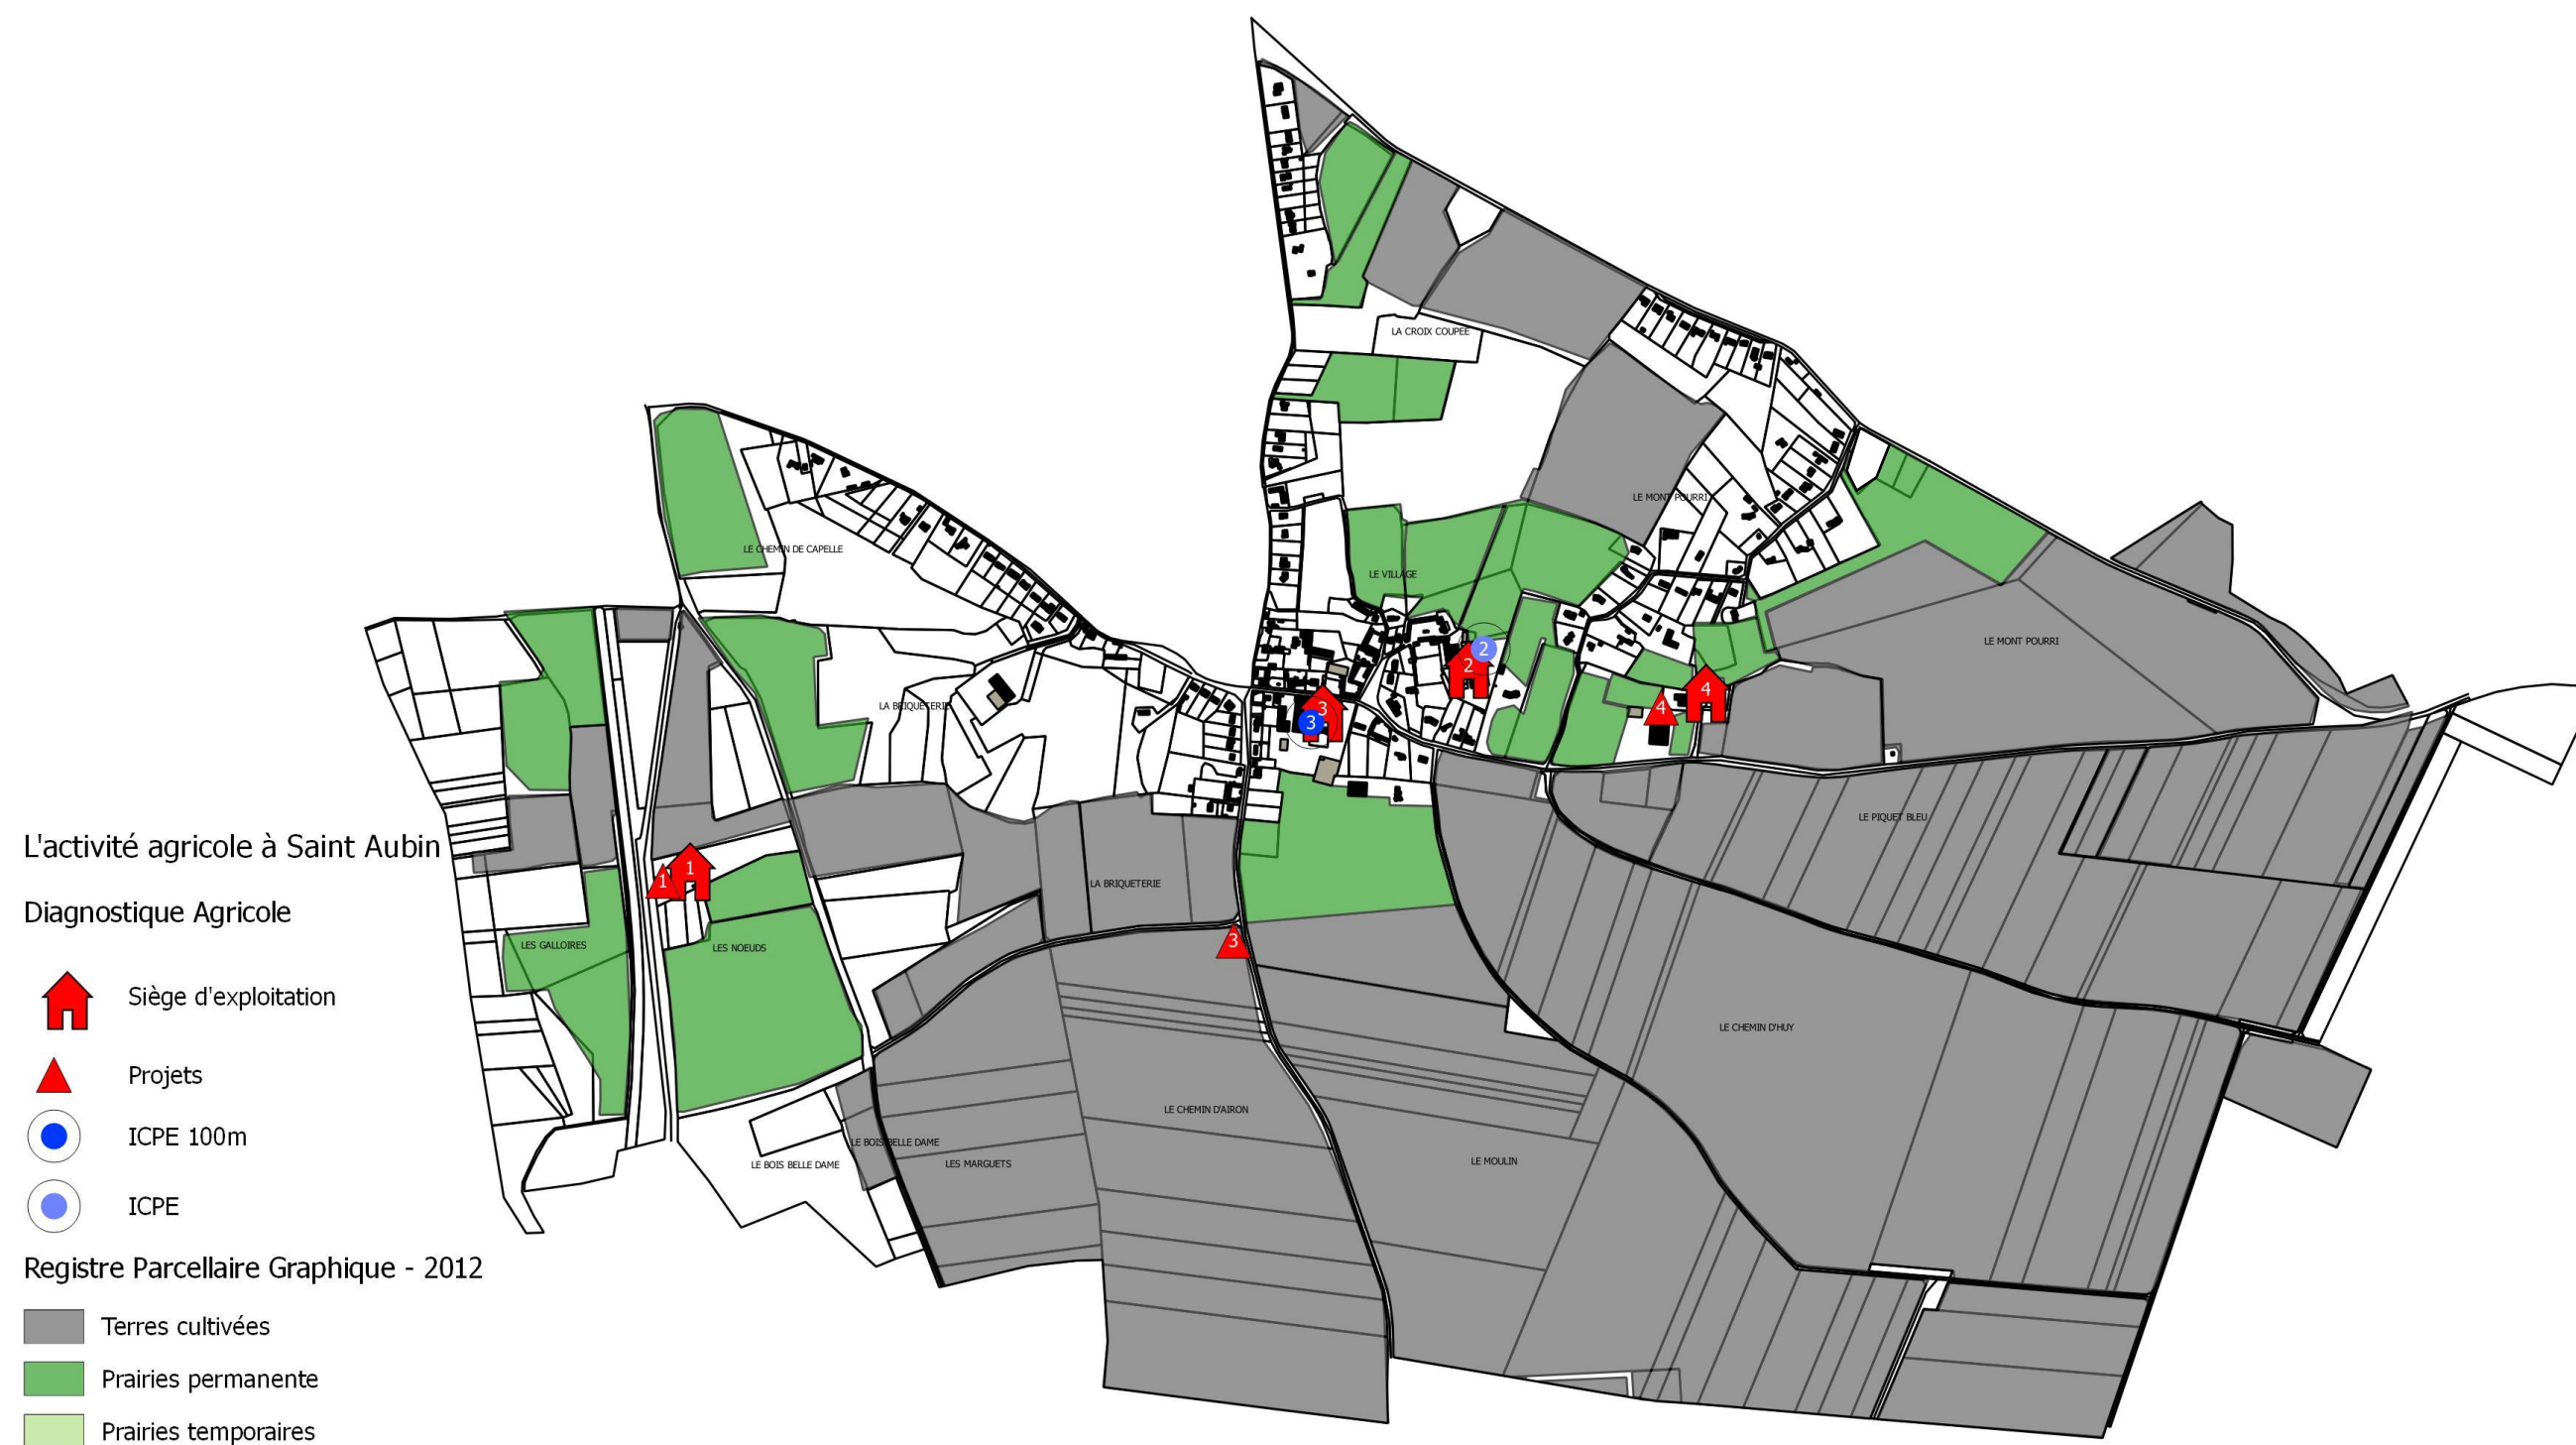 LA CROIX COUPEE
LE MONT POURRI
LE CHEMIN DE CAPELLE
LE VILLAGE
LE MONT POURRI
2
2
LA BRIQUETERIE
3
3
4
4
LE PIQUET BLEU
L'activité agricole à Saint Aubin
1
1
LA BRIQUETERIE
Diagnostique Agricole
LES GALLOIRES
LES NOEUDS
3
Siège d'exploitation
LE CHEMIN D'HUY
Projets
LE CHEMIN D'AIRON
ICPE 100m
LE BOIS BELLE DAME
LE BOIS BELLE DAME
LES MARGUETS
LE MOULIN
ICPE
Registre Parcellaire Graphique - 2012
Terres cultivées
Prairies permanente
Prairies temporaires